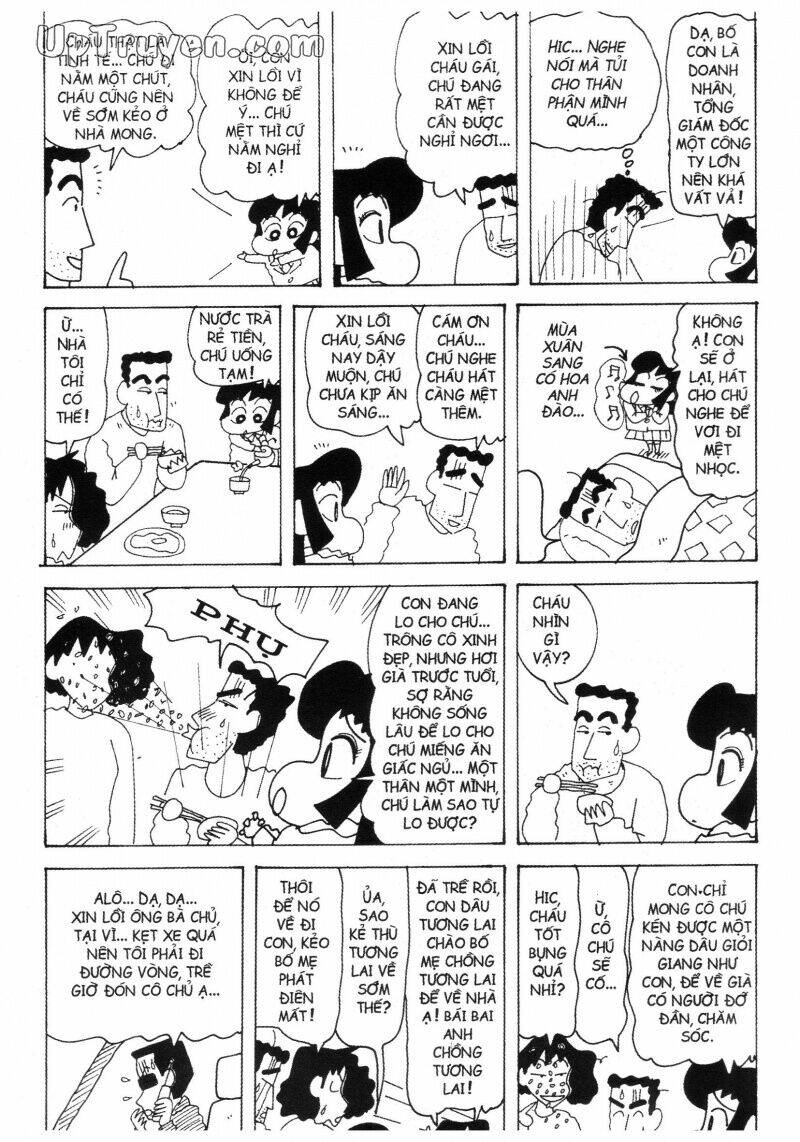 UpTruyen.com
DẠ, BỐ
CON LÀ
DOANH
NHÂN,
TỔNG
GIÁM ĐỐC
MỘT CÔNG
TY LỚN
NÊN KHÁ
VẤT VẢ!
HIC... NGHE
NÓI MÀ TỦI
CHO THÂN
PHẬN MÌNH
QUÁ...
XIN LỖI
CHÁU GÁI,
CHÚ ĐANG
RẤT MỆT
CẦN ĐƯỢC
NGHỈ NGƠI...
ÔI, CON
XIN LỖI VÌ
KHÔNG ĐỂ
Ý... CHÚ
MỆT THÌ CỨ
NẰM NGHỈ
ĐI Ạ!
CHÁU THẬT LÀ
TINH TẾ... CHÚ ĐI
NẰM MỘT CHÚT,
CHÁU CŨNG NÊN
VỀ SỚM KẺO Ở
NHÀ MONG.
KHÔNG
Ạ! CON
SẼ Ở
LẠI, HÁT
CHO CHÚ
NGHE ĐỂ
VƠI ĐI
MỆT
NHỌC.
MÙA
XUÂN
SANG
CÓ HOA
ANH
ĐÀO...
CÁM ƠN
CHÁU...
CHÚ NGHE
CHÁU HÁT
CÀNG MỆT
THÊM.
XIN LỖI
CHÁU, SÁNG
NAY DẬY
MUỘN, CHÚ
CHƯA KỊP ĂN
SÁNG...
NƯỚC TRÀ
RẺ TIỀN,
CHÚ UỐNG
TẠM!
Ừ...
NHÀ
TÔI
CHỈ
CÓ
THẾ!
CHÁU
NHÌN
GÌ
VẬY?
CON ĐANG
LO CHO CHÚ...
TRÔNG CÔ XINH
ĐẸP, NHƯNG HƠI
GIÀ TRƯỚC TUỔI,
SỢ RẰNG
KHÔNG SỐNG
LÂU ĐỂ LO CHO
CHÚ MIẾNG ĂN
GIẤC NGỦ... MỘT
THÂN MỘT MÌNH,
CHÚ LÀM SAO TỰ
LO ĐƯỢC?
PHỤ
CON CHỈ
MONG CÔ CHÚ
KÉN ĐƯỢC MỘT
NÀNG DÂU GIỎI
GIANG NHƯ
CON, ĐỂ VỀ GIÀ
CÓ NGƯỜI ĐỠ
ĐẦN, CHĂM
SÓC.
Ừ,
CÔ
CHÚ
SẼ
CÓ...
HIC,
CHÁU
TỐT
BỤNG
QUÁ
NHỈ?
ĐÃ TRỄ RỒI,
CON DÂU
TƯƠNG LAI
CHÀO BỐ
MẸ CHỒNG
TƯƠNG LAI
ĐỂ VỀ NHÀ
Ạ! BÁI BAI
ANH
CHỒNG
TƯƠNG
LAI!
ỦA,
SAO
KẺ THÙ
TƯƠNG
LAI VỀ
SỚM
THẾ?
THÔI
ĐỂ NÓ
VỀ ĐI
CON, KẺO
BỐ MẸ
PHÁT
ĐIÊN
MẤT!
ALÔ... DẠ, DẠ...
XIN LỖI ÔNG BÀ CHỦ,
TẠI VÌ... KẸT XE QUÁ
NÊN TÔI PHẢI ĐI
ĐƯỜNG VÒNG, TRỄ
GIỜ ĐÓN CÔ CHỦ Ạ...